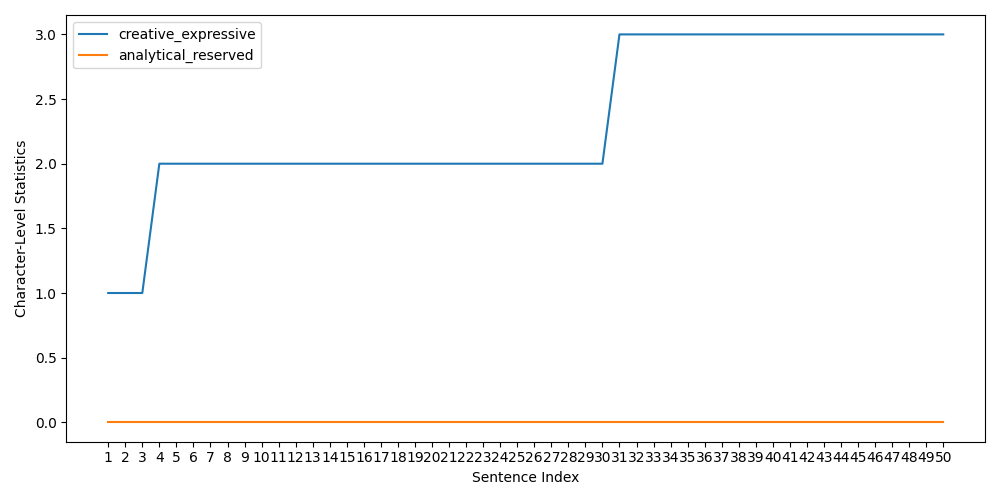 creative_expressive
analytical_reserved
3.0
2.5
2.0
1.5
1.0
0.5
0.0
Character-Level Statistics
1 2 3 4 5 6 7 8 9 10 11 12 13 14 15 16 17 18 19 20 21 22 23 24 25 26 27 28 29 30 31 32 33 34 35 36 37 38 39 40 41 42 43 44 45 46 47 48 49 50
Sentence Index